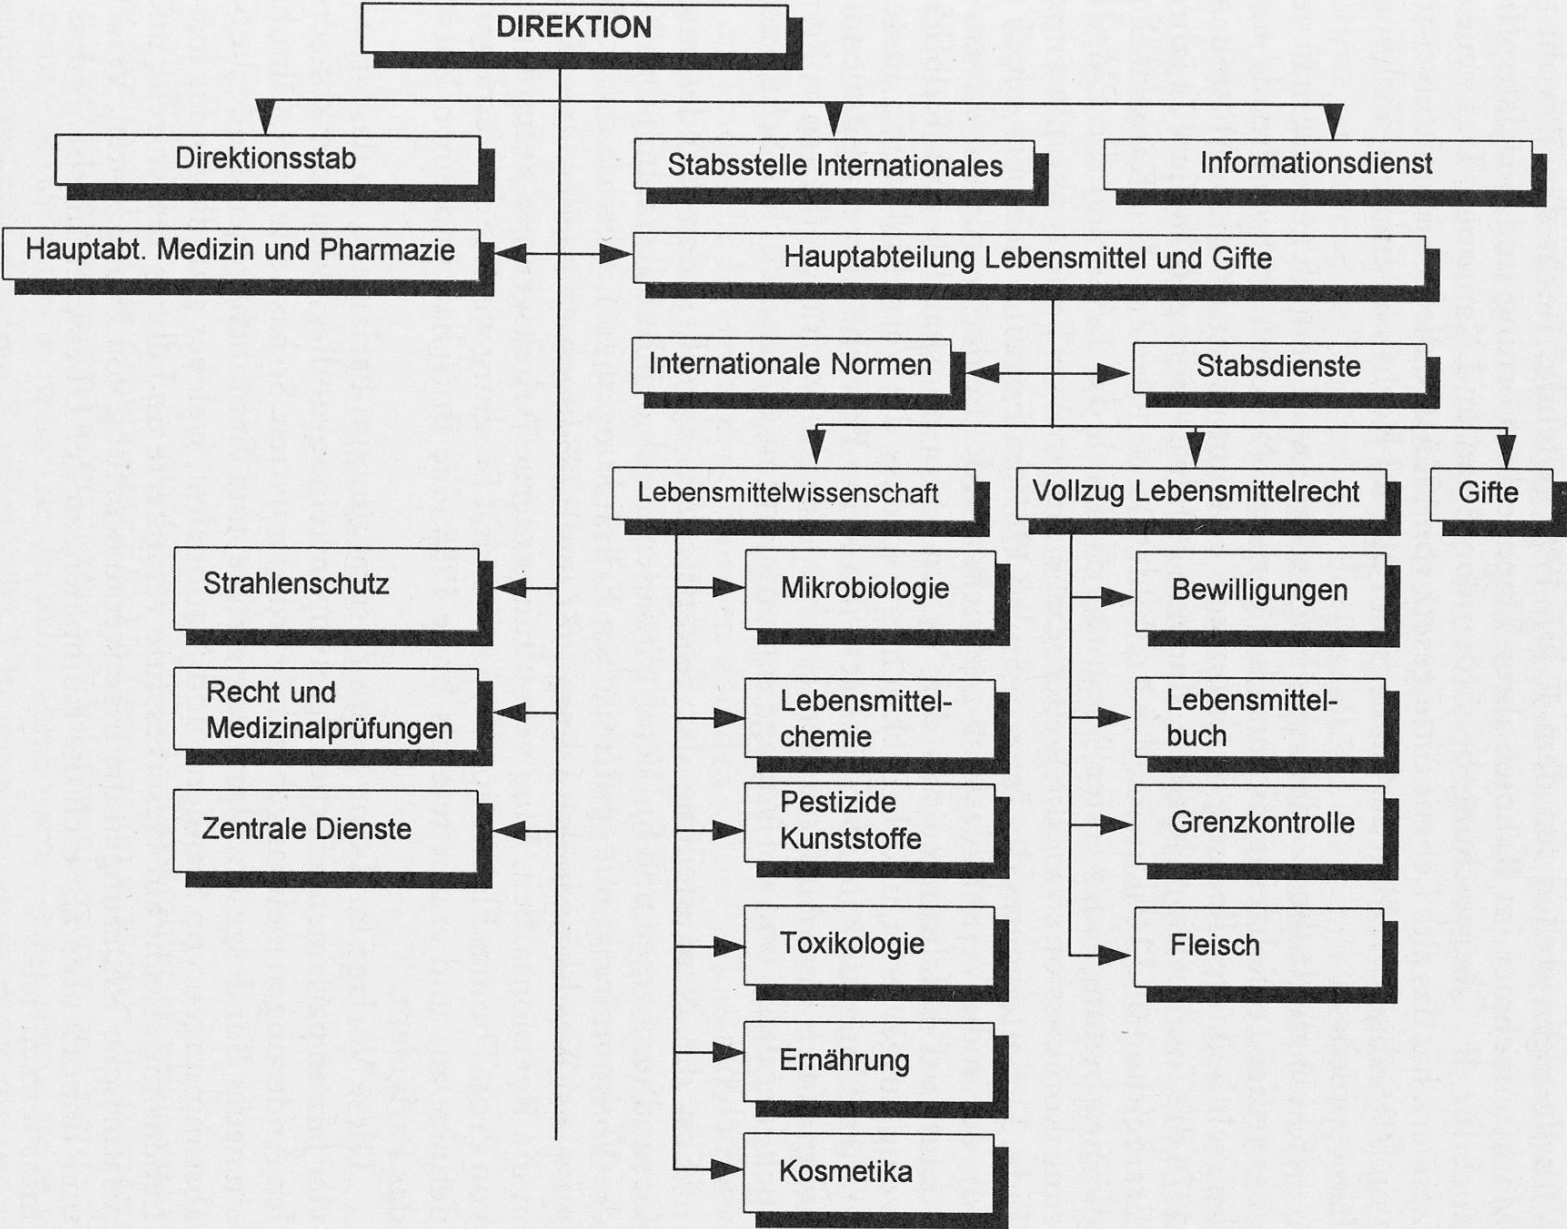 DIREKTION
Direktionsstab
Stabsstelle Internationales
Informationsdienst
Hauptabt. Medizin und Pharmazie
Hauptabteilung Lebensmittel und Gifte
Internationale Normen
Stabsdienste
Lebensmittelwissenschaft
Vollzug Lebensmittelrecht
Gifte
Strahlenschutz
Recht und
Medizinalprüfungen
Zentrale Dienste
Mikrobiologie
Lebensmittel-
chemie
Pestizide
Kunststoffe
Toxikologie
Ernährung
Kosmetika
Bewilligungen
Lebensmittel-
buch
Grenzkontrolle
Fleisch